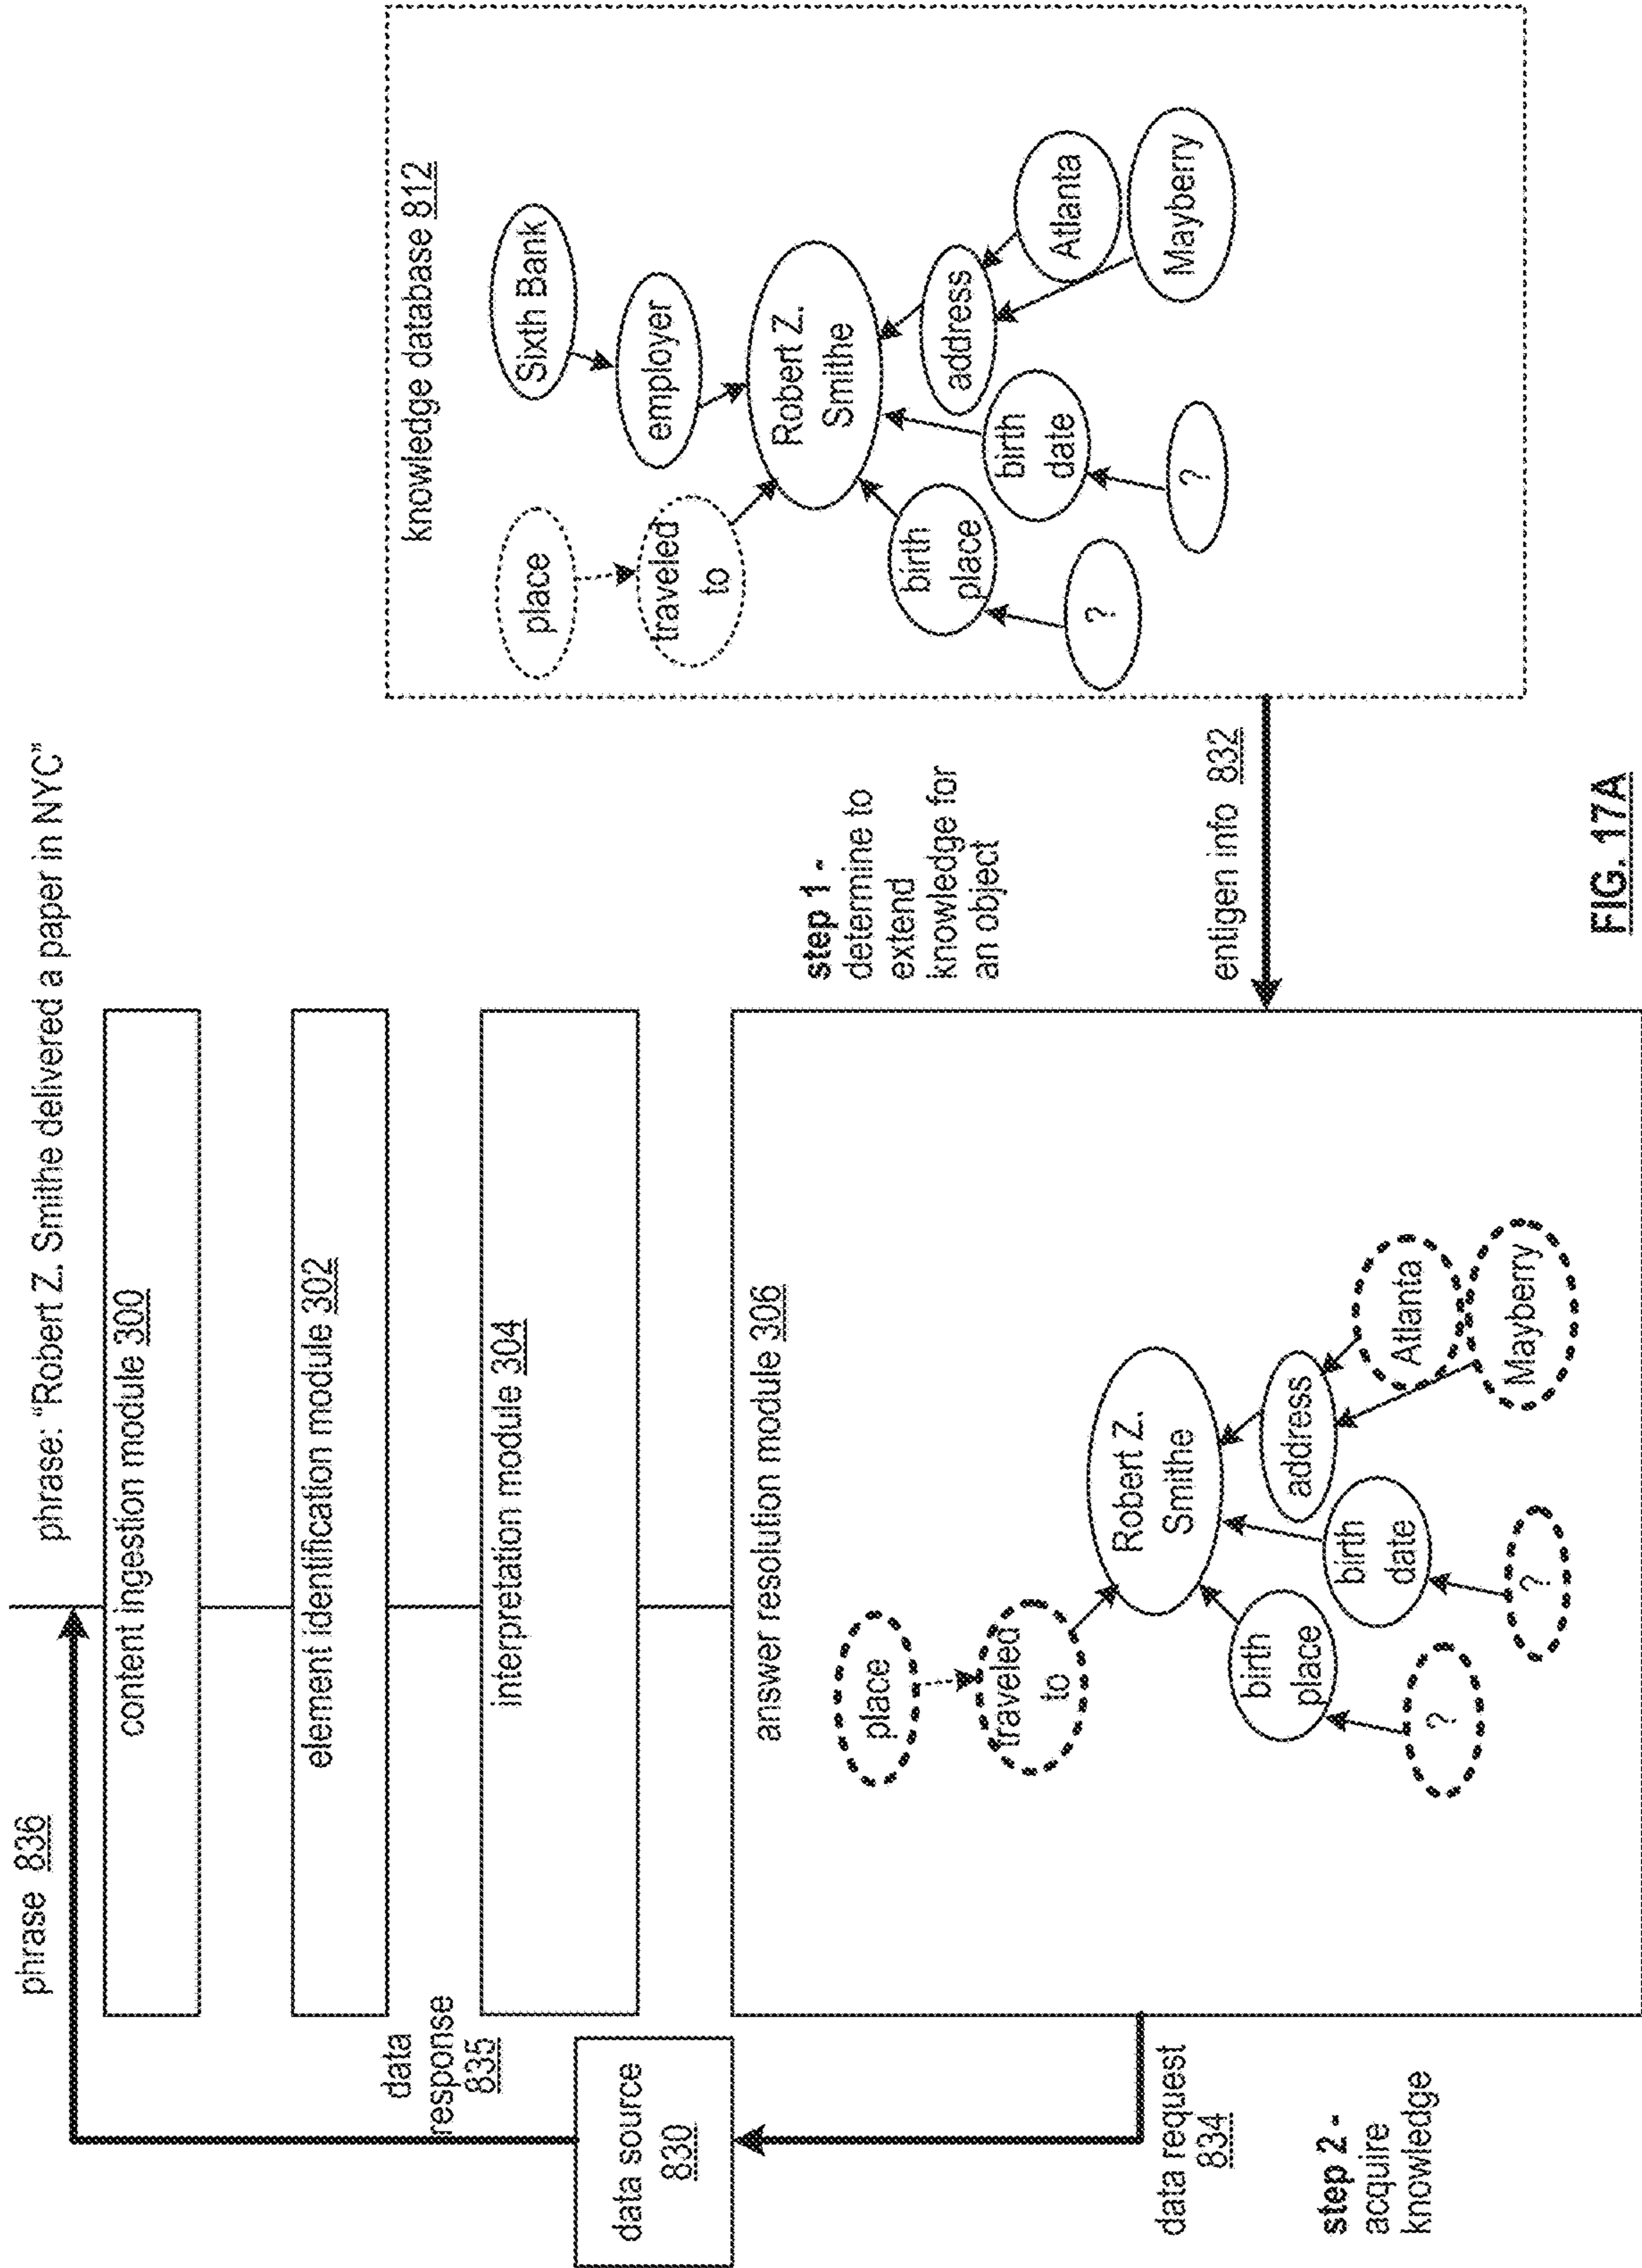 phrase 836
phrase: "Robert Z. Smithe delivered a paper in NYC"
content ingestion module 300
element identification module 302
data
response
835
interpretation module 304
data source
830
answer resolution module 306
place
traveled
to
Robert Z.
Smithe
birth
place
birth
date
address
?
?
Atlanta
Mayberry
data request
834
step 2 -
acquire
knowledge
step 1 -
determine to
extend
knowledge for
an object
entigen info 832
knowledge database 812
place
Sixth Bank
traveled
to
employer
Robert Z.
Smithe
birth
place
birth
date
address
?
?
Atlanta
Mayberry
FIG. 17A